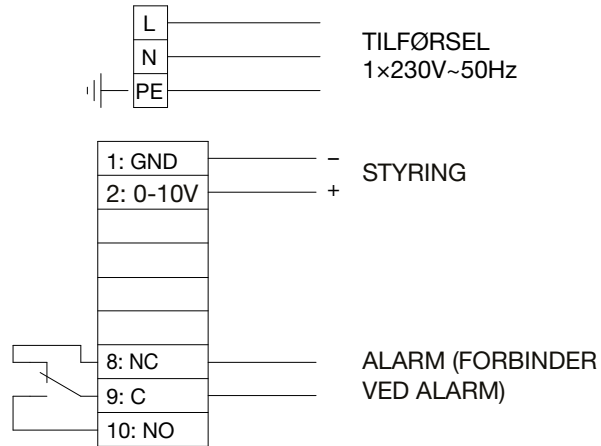 L
N
PE
TILFØRSEL
1×230V~50Hz
1: GND
2: 0-10V
−
+
STYRING
8: NC
9: C
10: NO
ALARM (FORBINDER
VED ALARM)